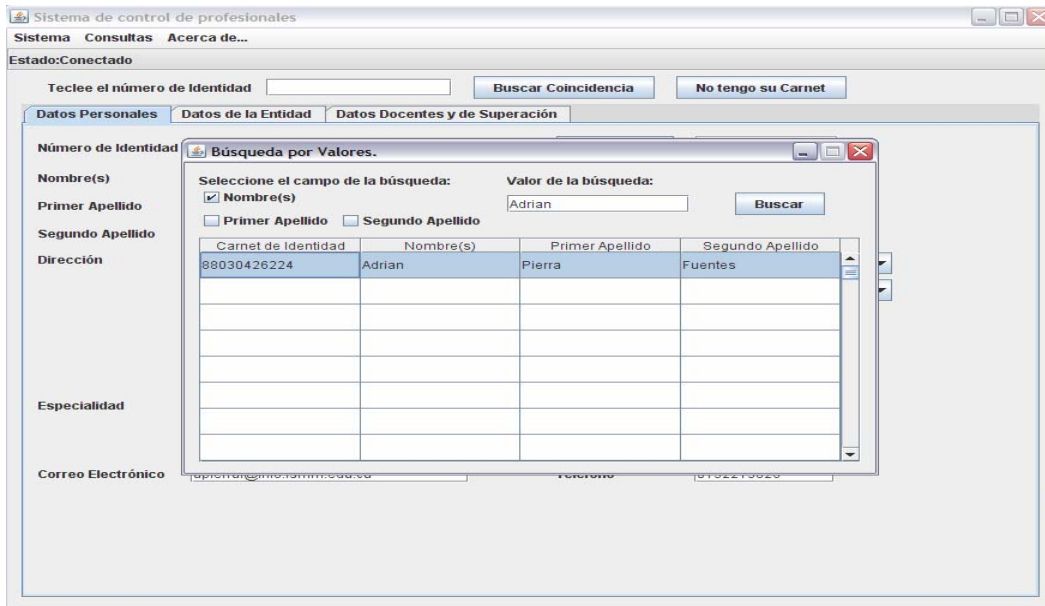 Sistema de control de profesionales
Sistema Consultas Acerca de...
Estado:Conectado
Teclee el número de Identidad Buscar Coincidencia No tengo su Carnet
Datos Personales Datos de la Entidad Datos Docentes y de Superación
Número de Identidad
Búsqueda por Valores.
Nombre(s)
Seleccione el campo de la búsqueda: Valor de la búsqueda:
Nombre(s) Adrian Buscar
Primer Apellido
Primer Apellido Segundo Apellido
Segundo Apellido
Carnet de Identidad Nombre(s) Primer Apellido Segundo Apellido
Dirección
88030426224 Adrian Pierra Fuentes
Especialidad
Correo Electrónico Teléfono